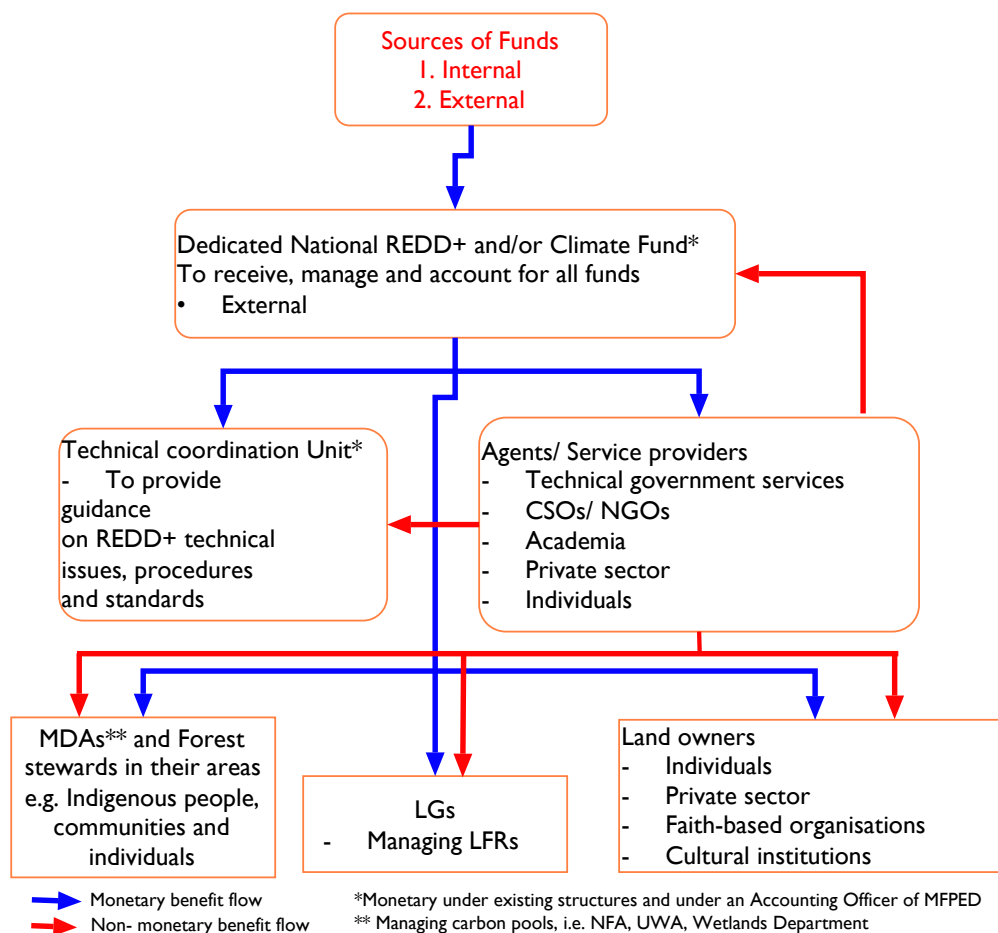 Sources of Funds
1. Internal
2. External
Dedicated National REDD+ and/or Climate Fund*
To receive, manage and account for all funds
• External
Technical coordination Unit*
- To provide
guidance
on REDD+ technical
issues, procedures
and standards
Agents/ Service providers
- Technical government services
- CSOs/ NGOs
- Academia
- Private sector
- Individuals
MDAs** and Forest
stewards in their areas
e.g. Indigenous people,
communities and
individuals
LGs
- Managing LFRs
Land owners
- Individuals
- Private sector
- Faith-based organisations
- Cultural institutions
Monetary benefit flow
Non- monetary benefit flow
*Monetary under existing structures and under an Accounting Officer of MFPED
** Managing carbon pools, i.e. NFA, UWA, Wetlands Department